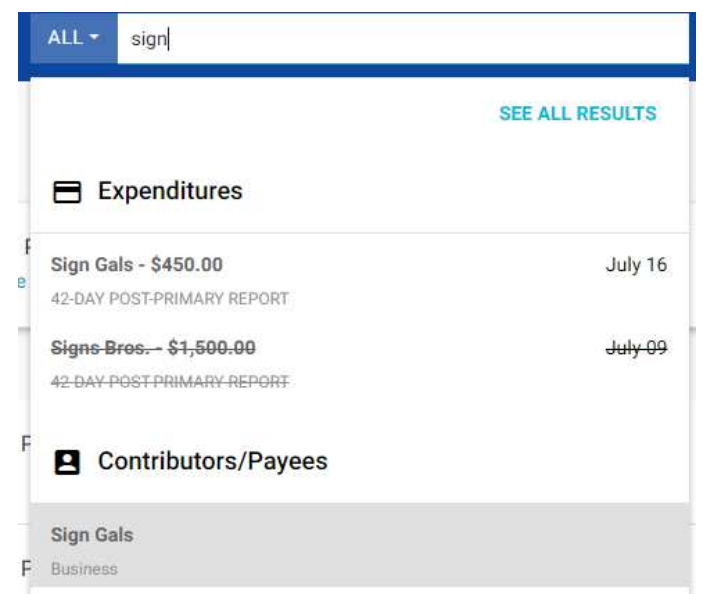 ALL sign
SEE ALL RESULTS
Expenditures
Sign Gals - $450.00 July 16
42-DAY POST-PRIMARY REPORT
Signs Bros. - $1,500.00 July 09
42-DAY POST-PRIMARY REPORT
Contributors/Payees
Sign Gals
Business